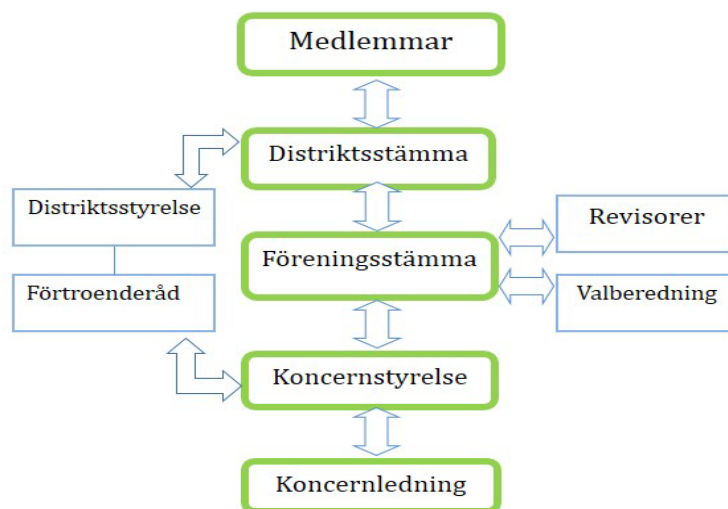 Medlemmar
Distriktsstämma
Distriktsstyrelse
Revisorer
Föreningsstämma
Förtroenderåd
Valberedning
Koncernstyrelse
Koncernledning